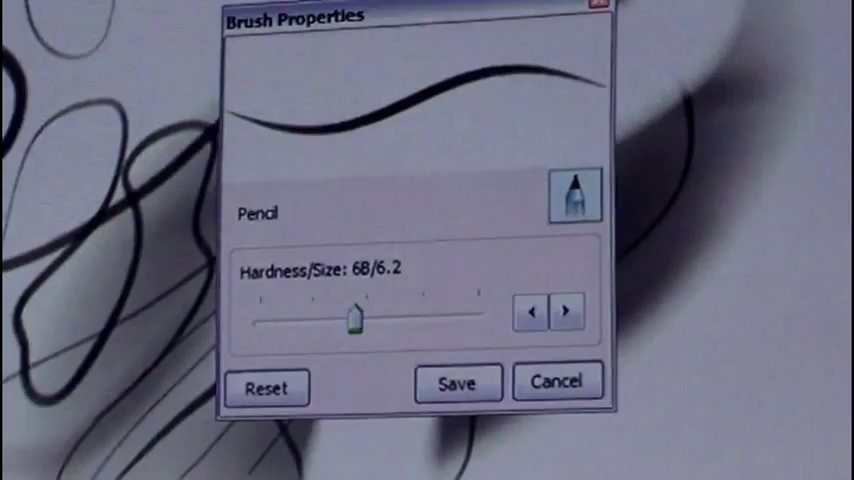 Brush Properties
Pencil
Hardness/Size: 6B/6.2
Reset
Save
Cancel